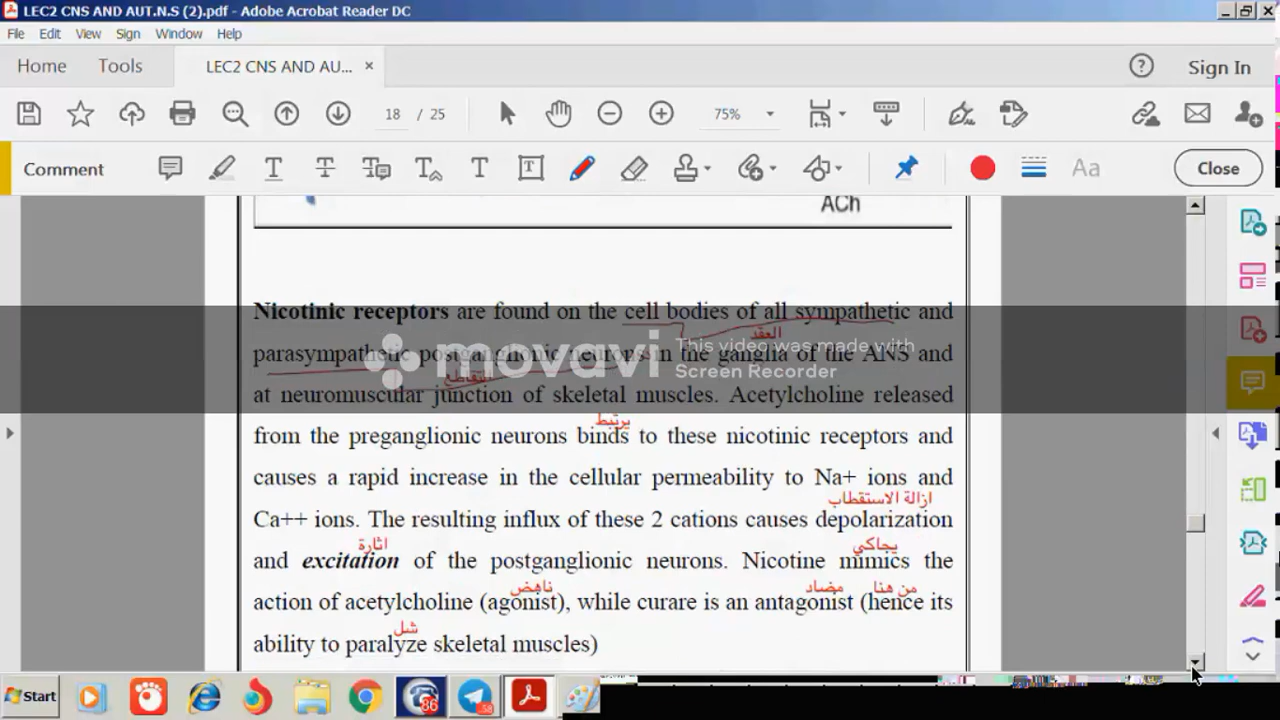 LEC2 CNS AND AUT.N.S (2).pdf - Adobe Acrobat Reader DC
File Edit View Sign Window Help
Home Tools LEC2 CNS AND AU... × Sign In
18 / 25 75%
Comment Aa Close
ACh
Nicotinic receptors are found on the cell bodies of all sympathetic and
العقد
parasympathetic postganglionic neurons in the ganglia of the ANS and
movavi This video was made with
Screen Recorder
التقاطع
at neuromuscular junction of skeletal muscles. Acetylcholine released
يرتبط
from the preganglionic neurons binds to these nicotinic receptors and
causes a rapid increase in the cellular permeability to Na+ ions and
ازالة الاستقطاب
Ca++ ions. The resulting influx of these 2 cations causes depolarization
اثارة يجاكي
and excitation of the postganglionic neurons. Nicotine mimics the
ناهض مضاد من هنا
action of acetylcholine (agonist), while curare is an antagonist (hence its
شل
ability to paralyze skeletal muscles)
Start 86